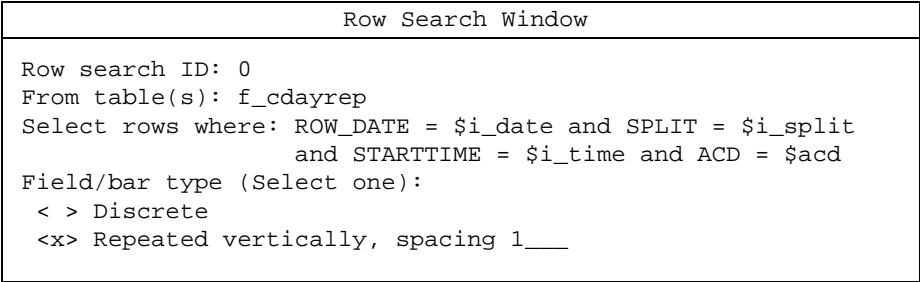 Row Search Window
Row search ID: 0
From table(s): f_cdayrep
Select rows where: ROW_DATE = $i_date and SPLIT = $i_split
and STARTTIME = $i_time and ACD = $acd
Field/bar type (Select one):
< > Discrete
<x> Repeated vertically, spacing 1___